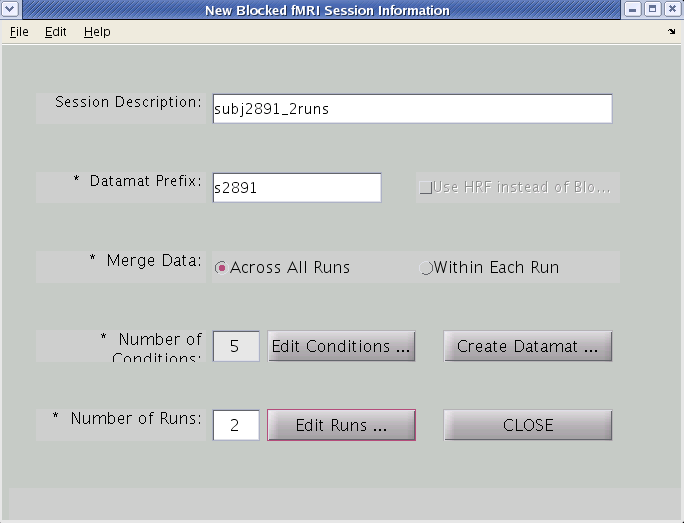 New Blocked fMRI Session Information
File Edit Help
Session Description: subj2891_2runs
* Datamat Prefix: s2891 Use HRF instead of Blo...
* Merge Data: Across All Runs Within Each Run
* Number of
Conditions: 5 Edit Conditions ... Create Datamat ...
* Number of Runs: 2 Edit Runs ... CLOSE